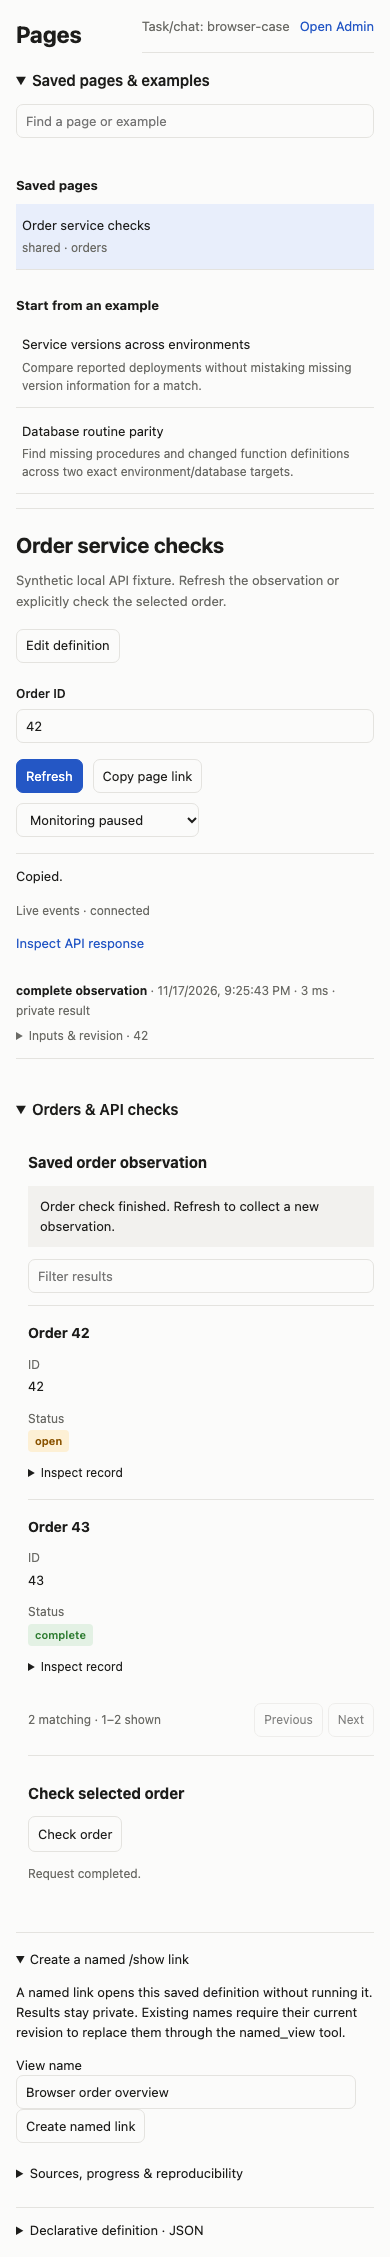 Pages
Task/chat: browser-case Open Admin
▼ Saved pages & examples
Find a page or example
Saved pages
Order service checks
shared · orders
Start from an example
Service versions across environments
Compare reported deployments without mistaking missing
version information for a match.
Database routine parity
Find missing procedures and changed function definitions
across two exact environment/database targets.
Order service checks
Synthetic local API fixture. Refresh the observation or
explicitly check the selected order.
Edit definition
Order ID
42
Refresh Copy page link
Monitoring paused
Copied.
Live events · connected
Inspect API response
complete observation · 11/17/2026, 9:25:43 PM · 3 ms ·
private result
▶ Inputs & revision · 42
▼ Orders & API checks
Saved order observation
Order check finished. Refresh to collect a new
observation.
Filter results
Order 42
ID
42
Status
open
▶ Inspect record
Order 43
ID
43
Status
complete
▶ Inspect record
2 matching · 1–2 shown Previous Next
Check selected order
Check order
Request completed.
▼ Create a named /show link
A named link opens this saved definition without running it.
Results stay private. Existing names require their current
revision to replace them through the named_view tool.
View name
Browser order overview
Create named link
▶ Sources, progress & reproducibility
▶ Declarative definition · JSON